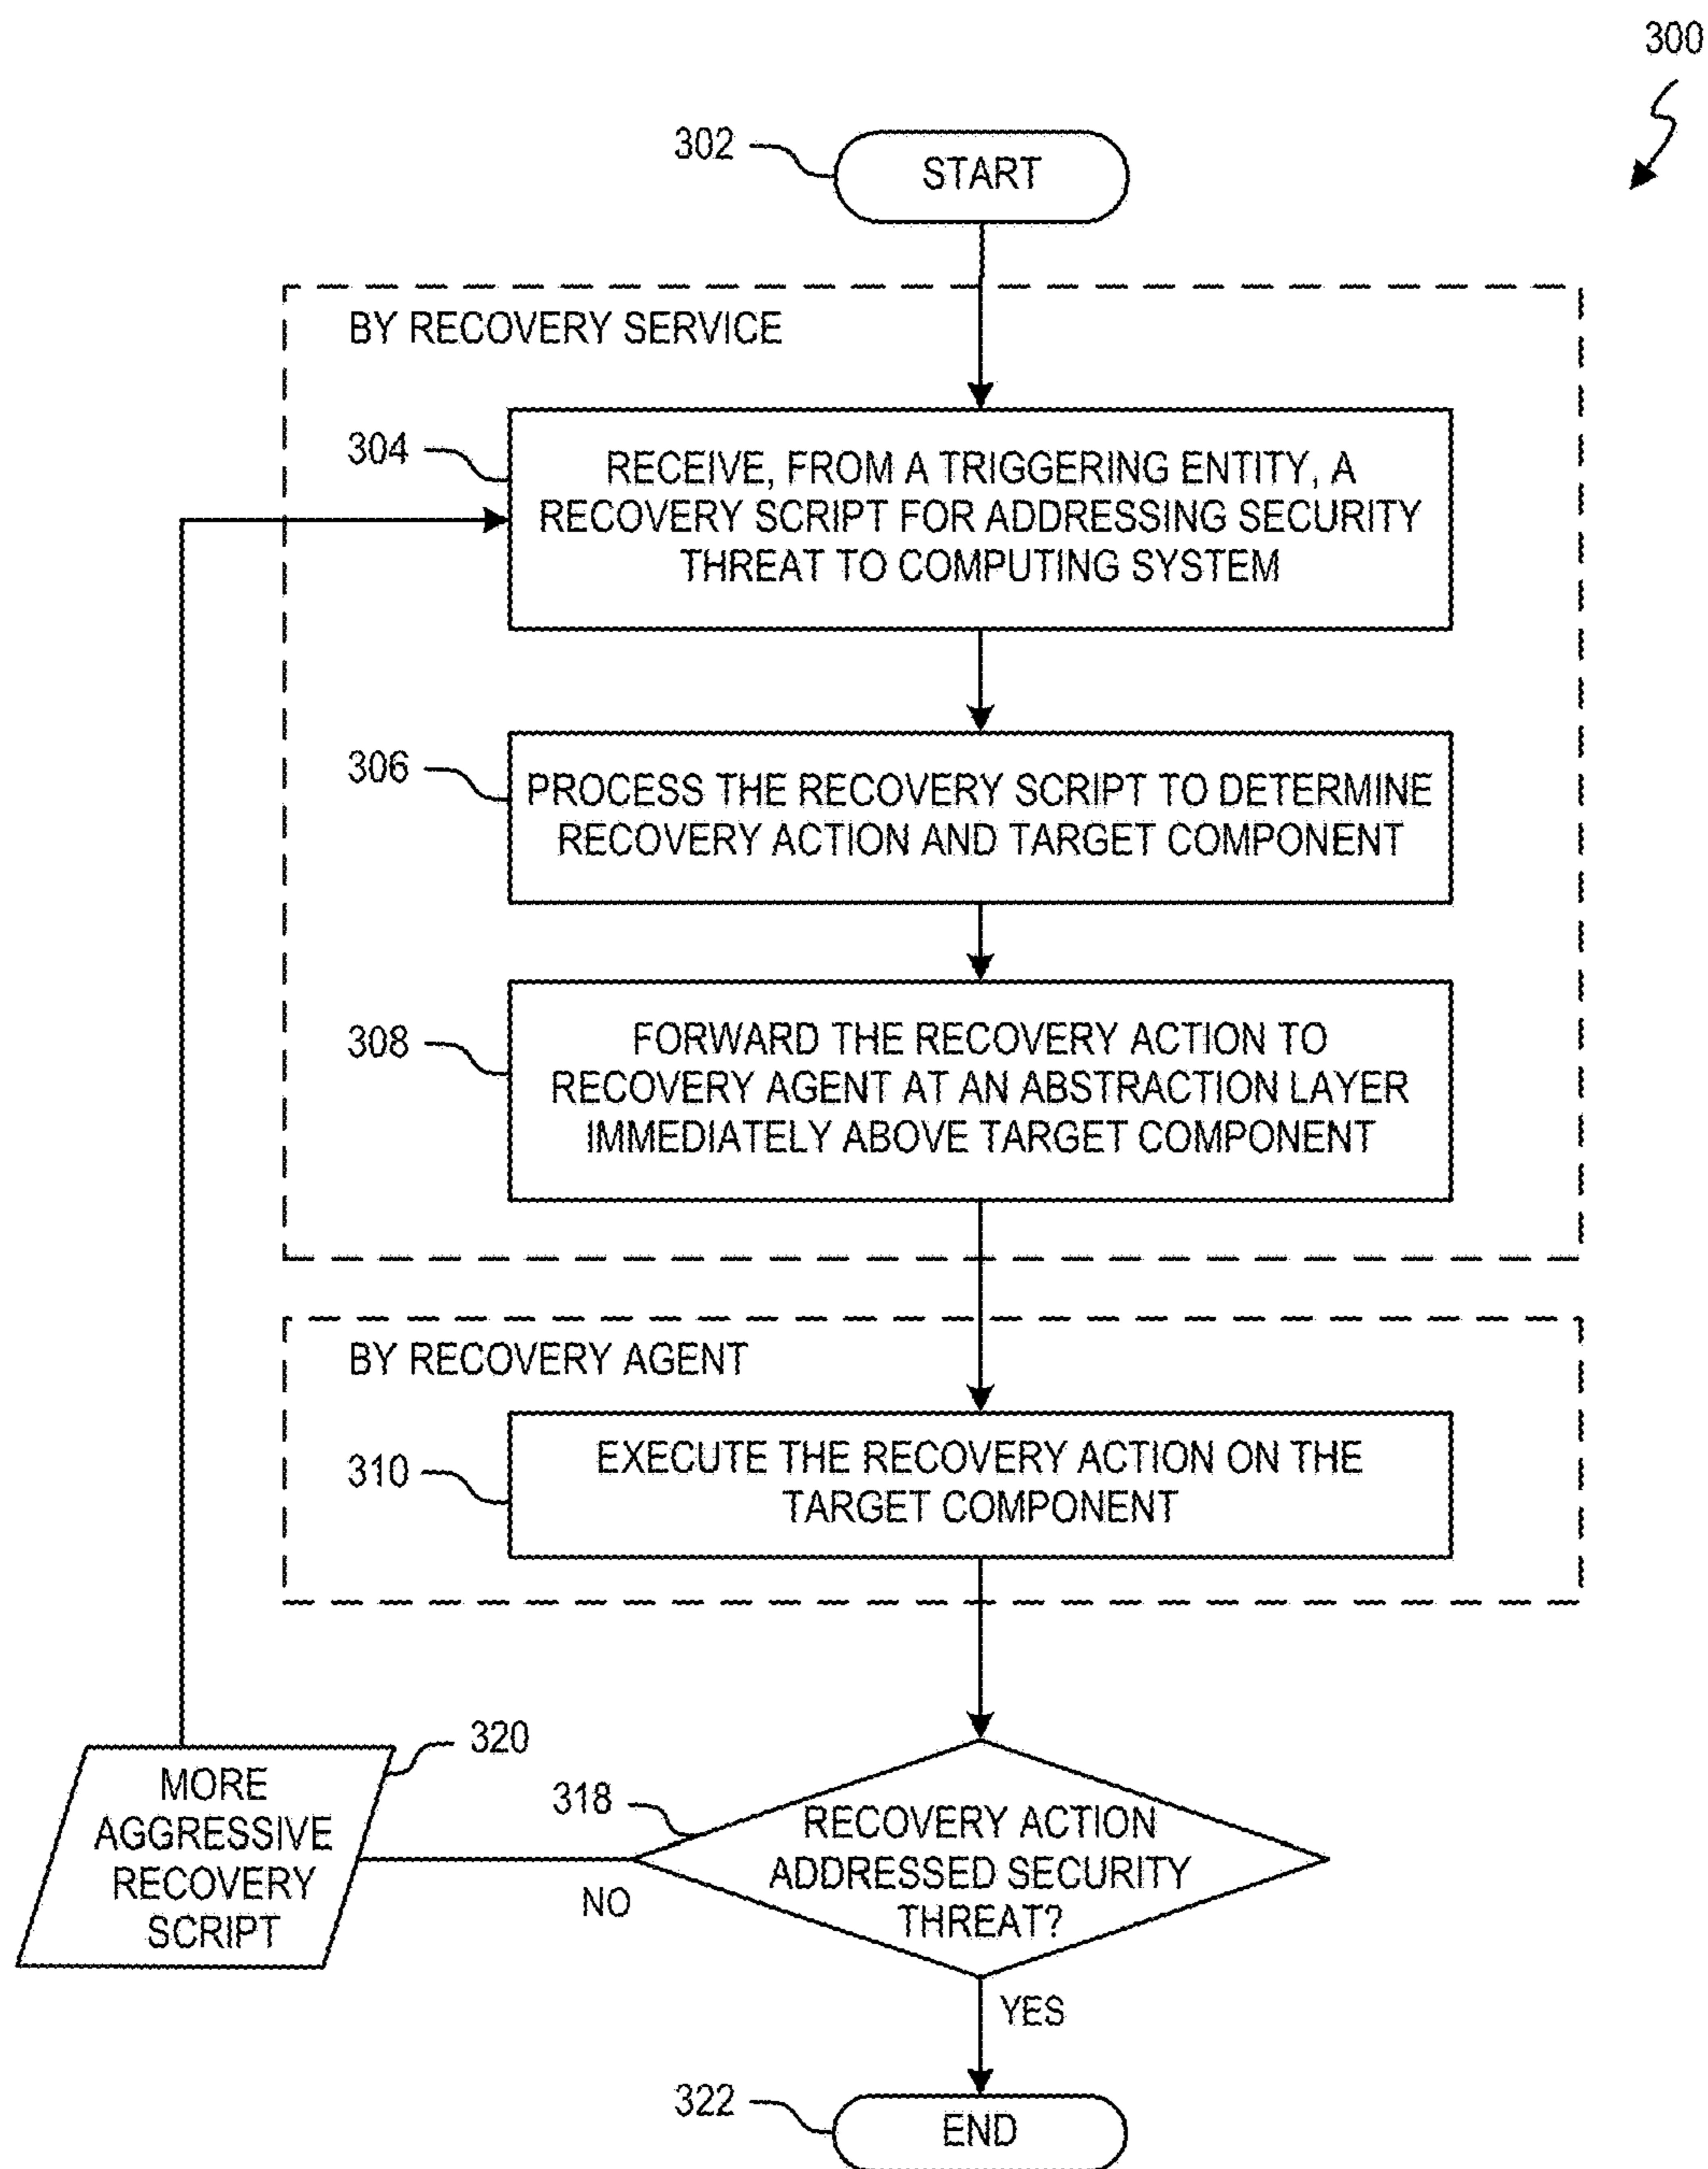 300
302
START
BY RECOVERY SERVICE
304
RECEIVE, FROM A TRIGGERING ENTITY, A
RECOVERY SCRIPT FOR ADDRESSING SECURITY
THREAT TO COMPUTING SYSTEM
306
PROCESS THE RECOVERY SCRIPT TO DETERMINE
RECOVERY ACTION AND TARGET COMPONENT
308
FORWARD THE RECOVERY ACTION TO
RECOVERY AGENT AT AN ABSTRACTION LAYER
IMMEDIATELY ABOVE TARGET COMPONENT
BY RECOVERY AGENT
310
EXECUTE THE RECOVERY ACTION ON THE
TARGET COMPONENT
318
RECOVERY ACTION
ADDRESSED SECURITY
THREAT?
NO
320
MORE
AGGRESSIVE
RECOVERY
SCRIPT
YES
322
END